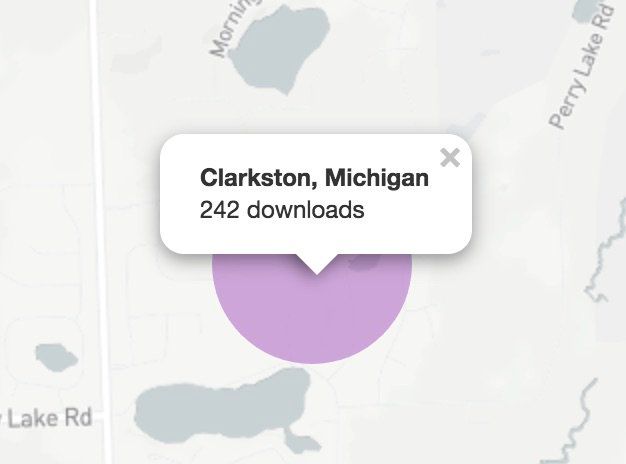 Morning
Perry Lake Rd
Clarkston, Michigan
242 downloads
Lake Rd